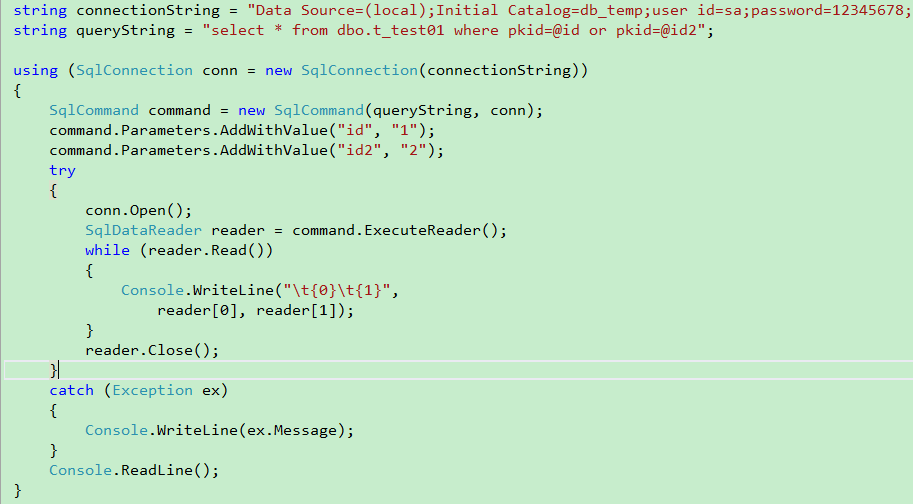 string connectionString = "Data Source=(local);Initial Catalog=db_temp;user id=sa;password=12345678;
string queryString = "select * from dbo.t_test01 where pkid=@id or pkid=@id2";
using (SqlConnection conn = new SqlConnection(connectionString))
{
SqlCommand command = new SqlCommand(queryString, conn);
command.Parameters.AddWithValue("id", "1");
command.Parameters.AddWithValue("id2", "2");
try
{
conn.Open();
SqlDataReader reader = command.ExecuteReader();
while (reader.Read())
{
Console.WriteLine("\t{0}\t{1}",
reader[0], reader[1]);
}
reader.Close();
}
catch (Exception ex)
{
Console.WriteLine(ex.Message);
}
Console.ReadLine();
}